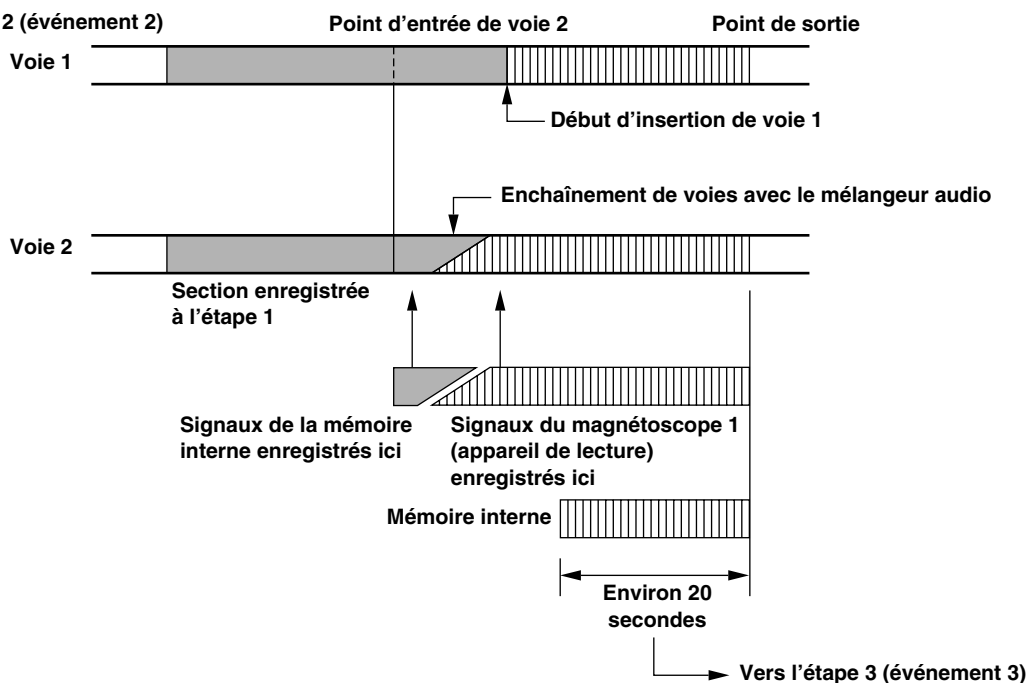 2 (événement 2)
Point d’entrée de voie 2
Point de sortie
Voie 1
Début d’insertion de voie 1
Enchaînement de voies avec le mélangeur audio
Voie 2
Section enregistrée
à l’étape 1
Signaux de la mémoire
interne enregistrés ici
Signaux du magnétoscope 1
(appareil de lecture)
enregistrés ici
Mémoire interne
Environ 20
secondes
Vers l’étape 3 (événement 3)